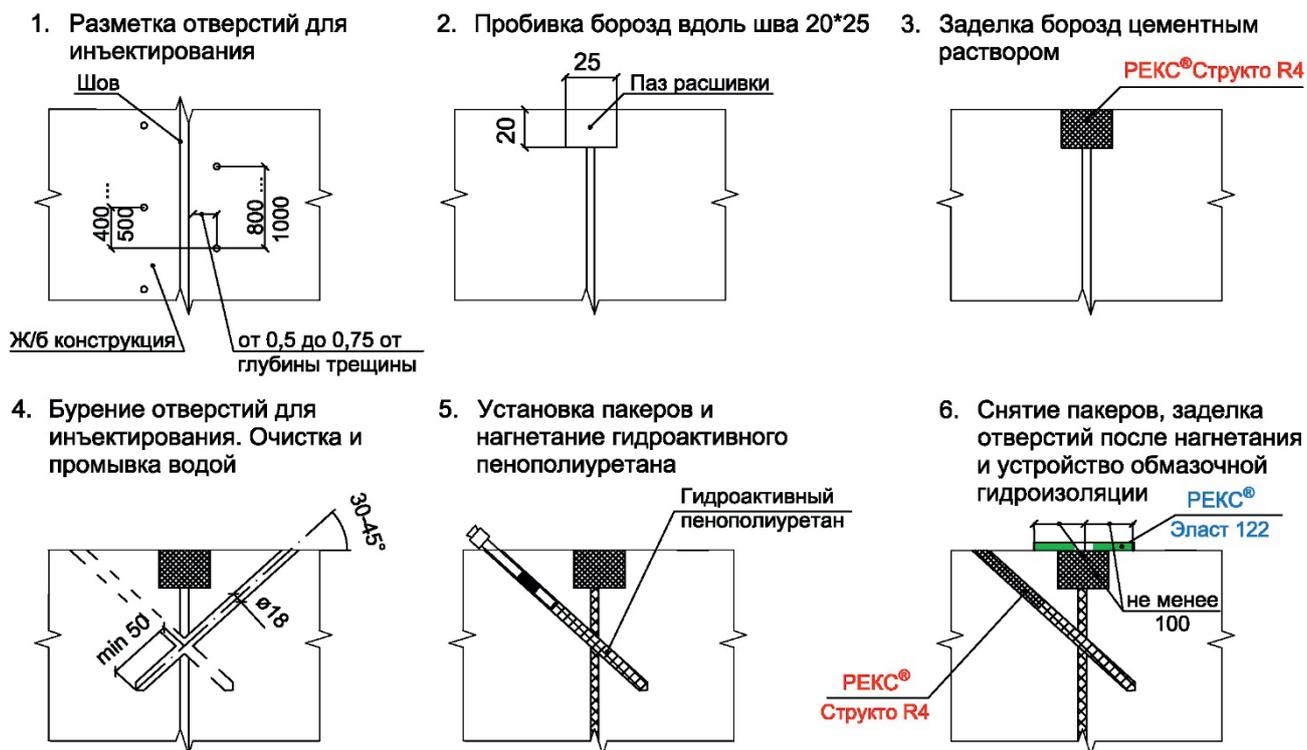 1. Разметка отверстий для
инъектирования
Шов
400
500
800
1000
Ж/б конструкция
от 0,5 до 0,75 от
глубины трещины
2. Пробивка борозд вдоль шва 20*25
25
Паз расшивки
20
3. Заделка борозд цементным
раствором
РЕКС®Структо R4
4. Бурение отверстий для
инъектирования. Очистка и
промывка водой
30-45°
ø18
min 50
5. Установка пакеров и
нагнетание гидроактивного
пенополиуретана
Гидроактивный
пенополиуретан
6. Снятие пакеров, заделка
отверстий после нагнетания
и устройство обмазочной
гидроизоляции
РЕКС®
Эласт 122
не менее
100
РЕКС®
Структо R4